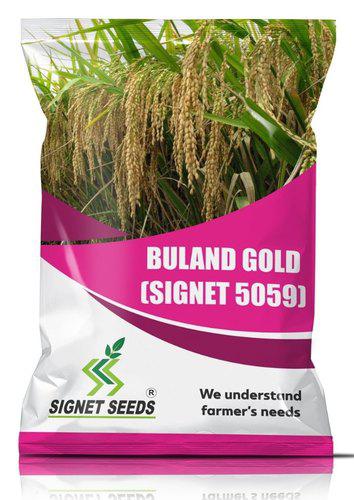 BULAND GOLD
(SIGNET 5059)
®
SIGNET SEEDS
We understand
farmer's needs